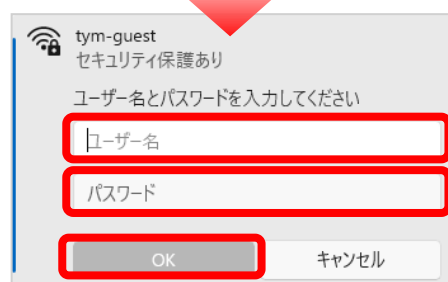 tym-guest
セキュリティ保護あり
ユーザー名とパスワードを入力してください
ユーザー名
パスワード
OK キャンセル